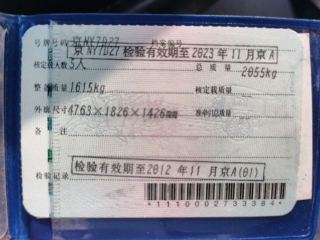 号牌号码 京NY7D27 档案编号
京NY7D27 检验有效期至2023年11月京A
核定载人数 5人 总质量 2055kg
整备质量 1615kg 核定载质量
外廓尺寸 4763×1826×1426mm 准牵引总质量
备注
检验有效期至2012年11月京A(01)
检验记录
*1110002733384*